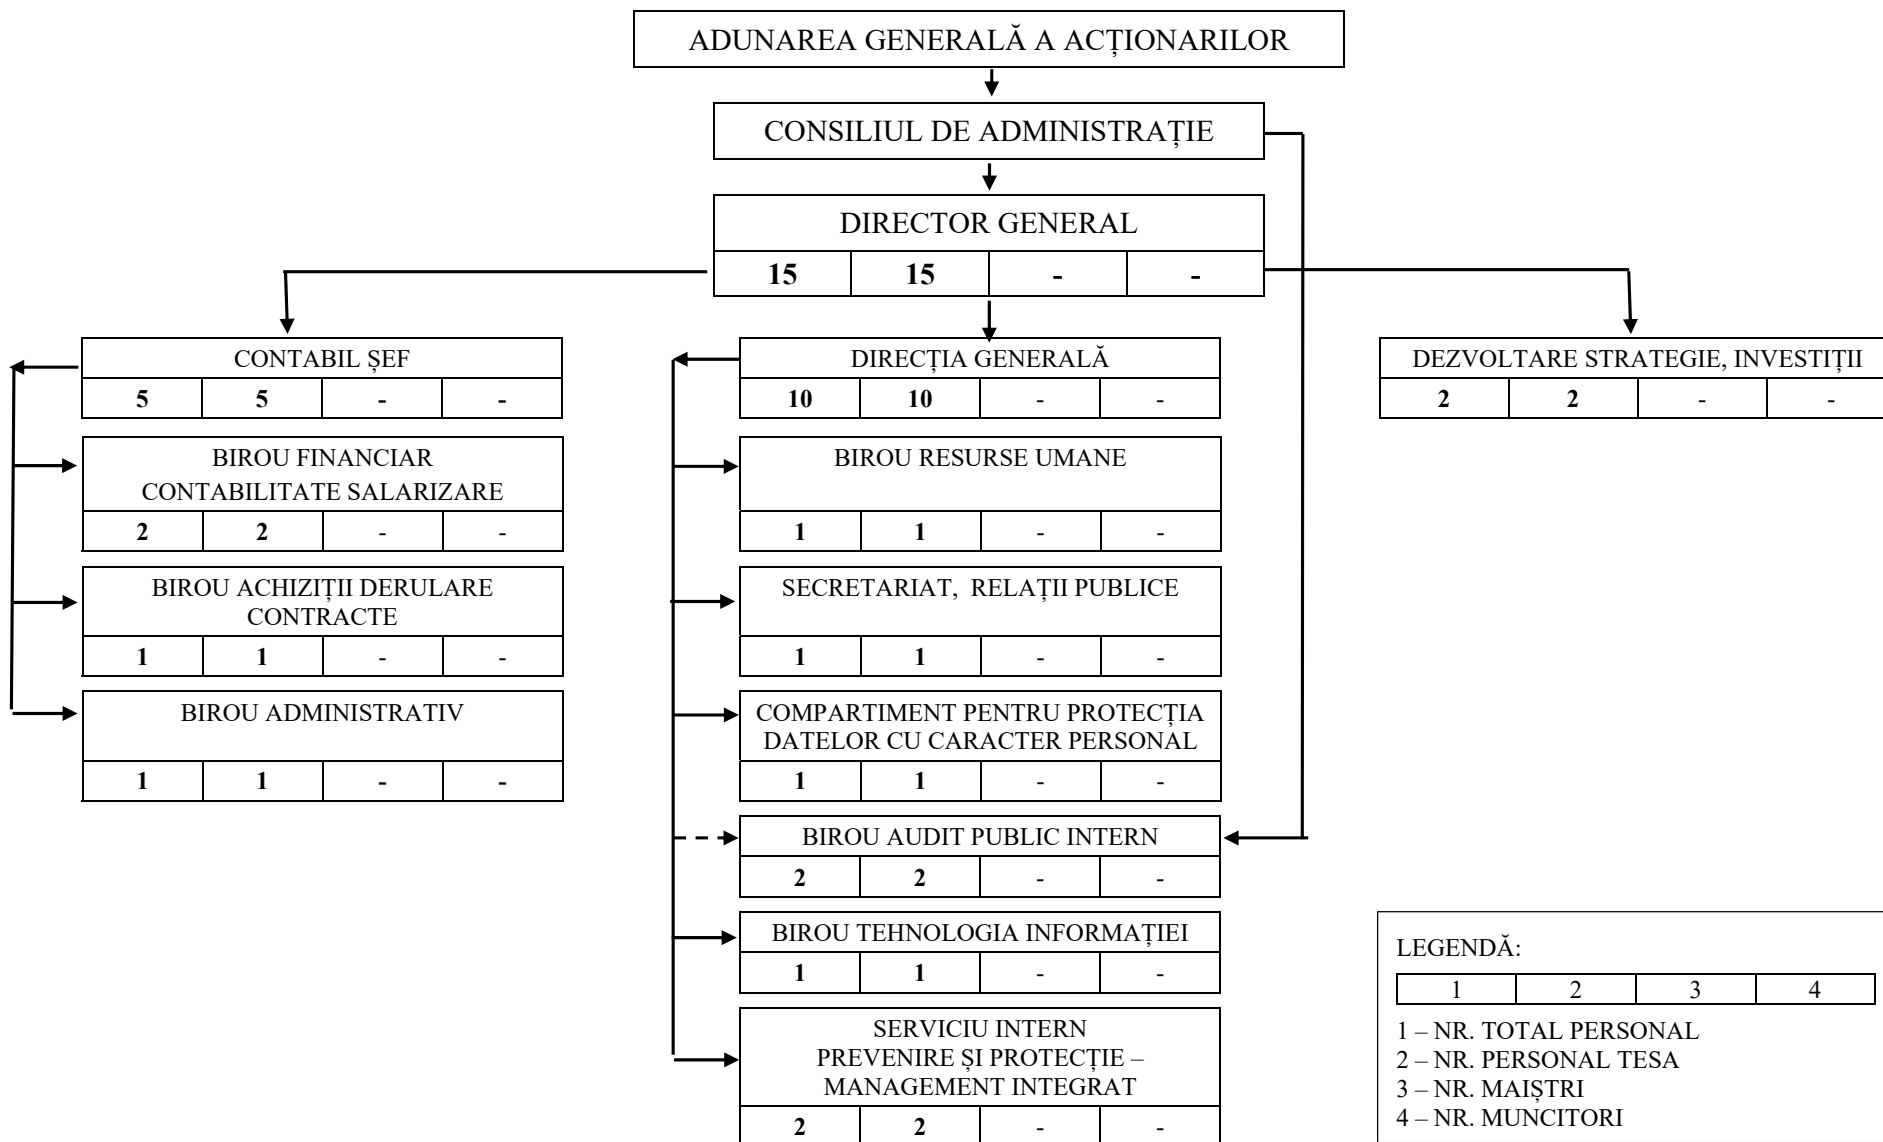 ADUNAREA GENERALĂ A ACȚIONARILOR
CONSILIUL DE ADMINISTRAȚIE
DIRECTOR GENERAL
15 15 - -
CONTABIL ȘEF
5 5 - -
BIROU FINANCIAR
CONTABILITATE SALARIZARE
2 2 - -
BIROU ACHIZIȚII DERULARE
CONTRACTE
1 1 - -
BIROU ADMINISTRATIV
1 1 - -
DIRECȚIA GENERALĂ
10 10 - -
BIROU RESURSE UMANE
1 1 - -
SECRETARIAT, RELAȚII PUBLICE
1 1 - -
COMPARTIMENT PENTRU PROTECȚIA
DATELOR CU CARACTER PERSONAL
1 1 - -
BIROU AUDIT PUBLIC INTERN
2 2 - -
BIROU TEHNOLOGIA INFORMAȚIEI
1 1 - -
SERVICIU INTERN
PREVENIRE ȘI PROTECȚIE –
MANAGEMENT INTEGRAT
2 2 - -
DEZVOLTARE STRATEGIE, INVESTIȚII
2 2 - -
LEGENDĂ:
1 2 3 4
1 – NR. TOTAL PERSONAL
2 – NR. PERSONAL TESA
3 – NR. MAIȘTRI
4 – NR. MUNCITORI